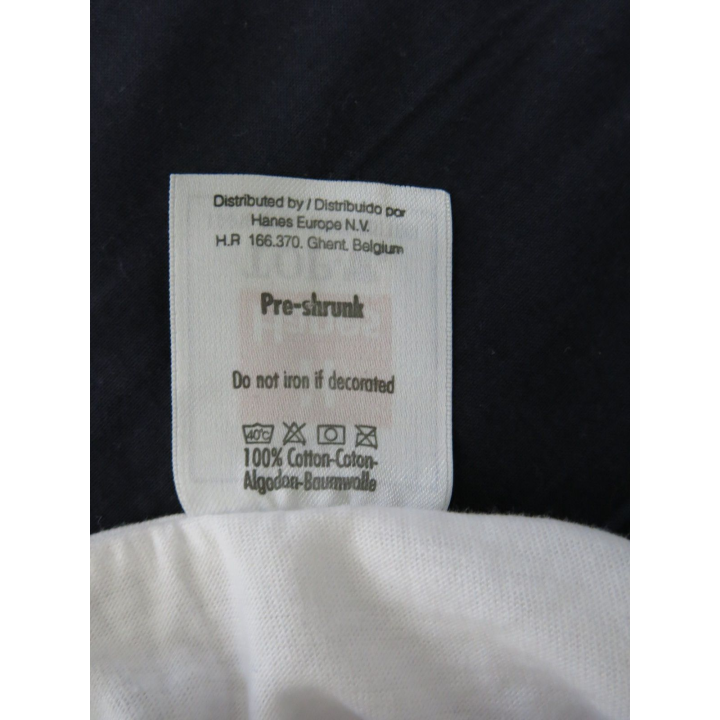 Distributed by / Distribuido por
Hanes Europe N.V.
H.R 166.370. Ghent. Belgium
Pre-shrunk
Do not iron if decorated
40°C
100% Cotton-Coton-
Algodon-Baumwolle